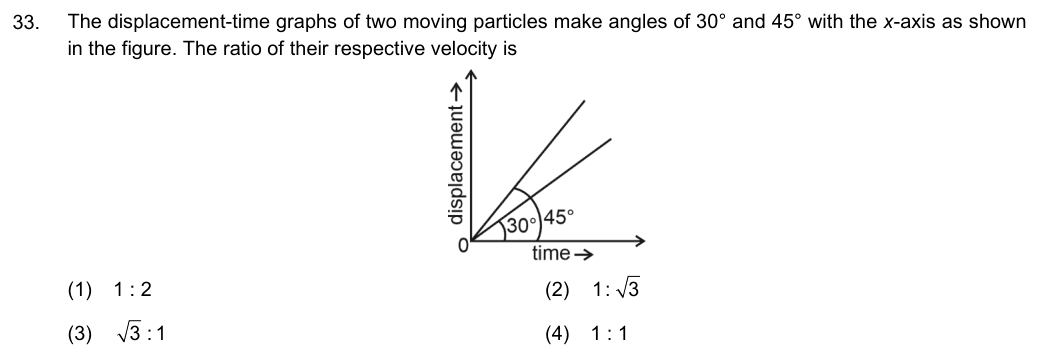 33. The displacement-time graphs of two moving particles make angles of 30° and 45° with the x-axis as shown
in the figure. The ratio of their respective velocity is
displacement→
30°
45°
0
time→
(1) 1 : 2
(2) 1 : √3
(3) √3 : 1
(4) 1 : 1